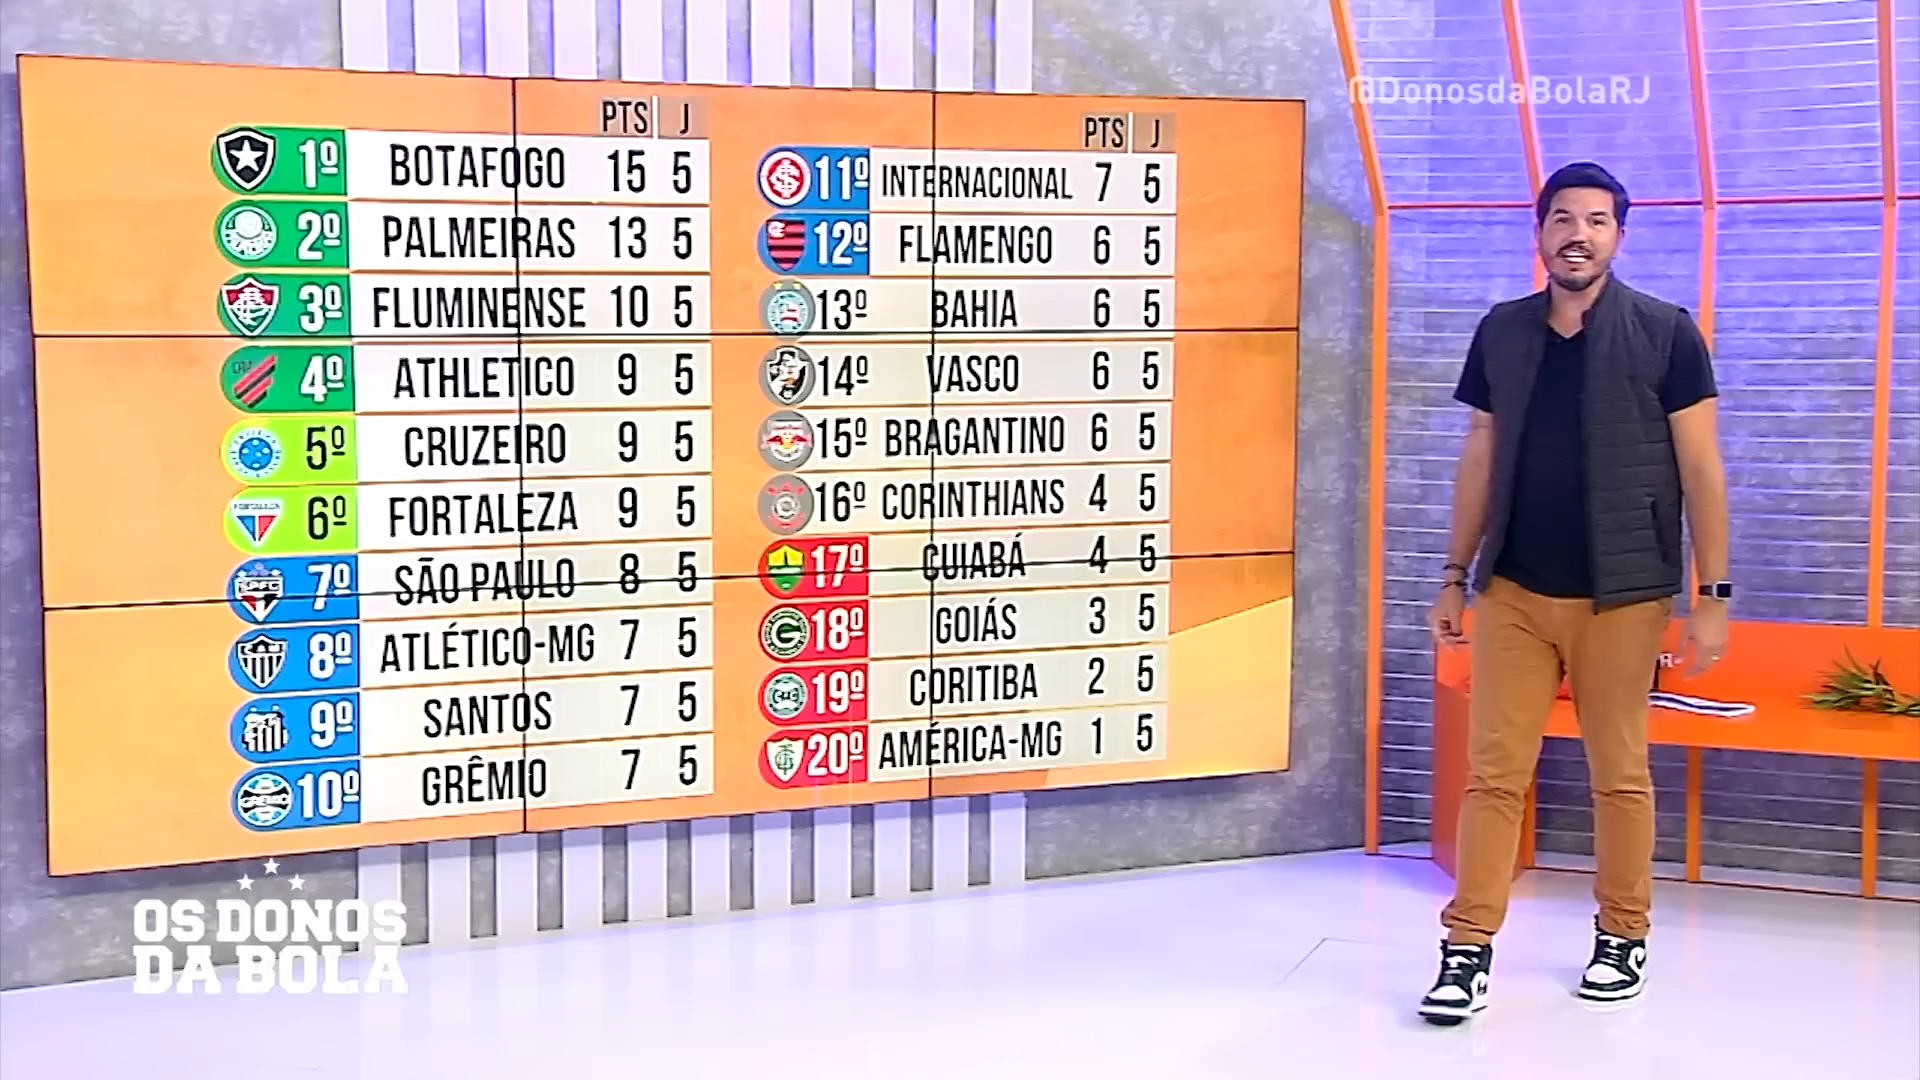 @DonosdaBolaRJ
PTS J
1º BOTAFOGO 15 5
2º PALMEIRAS 13 5
3º FLUMINENSE 10 5
4º ATHLETICO 9 5
5º CRUZEIRO 9 5
6º FORTALEZA 9 5
7º SÃO PAULO 8 5
8º ATLÉTICO-MG 7 5
9º SANTOS 7 5
10º GRÊMIO 7 5
PTS J
11º INTERNACIONAL 7 5
12º FLAMENGO 6 5
13º BAHIA 6 5
14º VASCO 6 5
15º BRAGANTINO 6 5
16º CORINTHIANS 4 5
17º CUIABÁ 4 5
18º GOIÁS 3 5
19º CORITIBA 2 5
20º AMÉRICA-MG 1 5
OS DONOS
DA BOLA